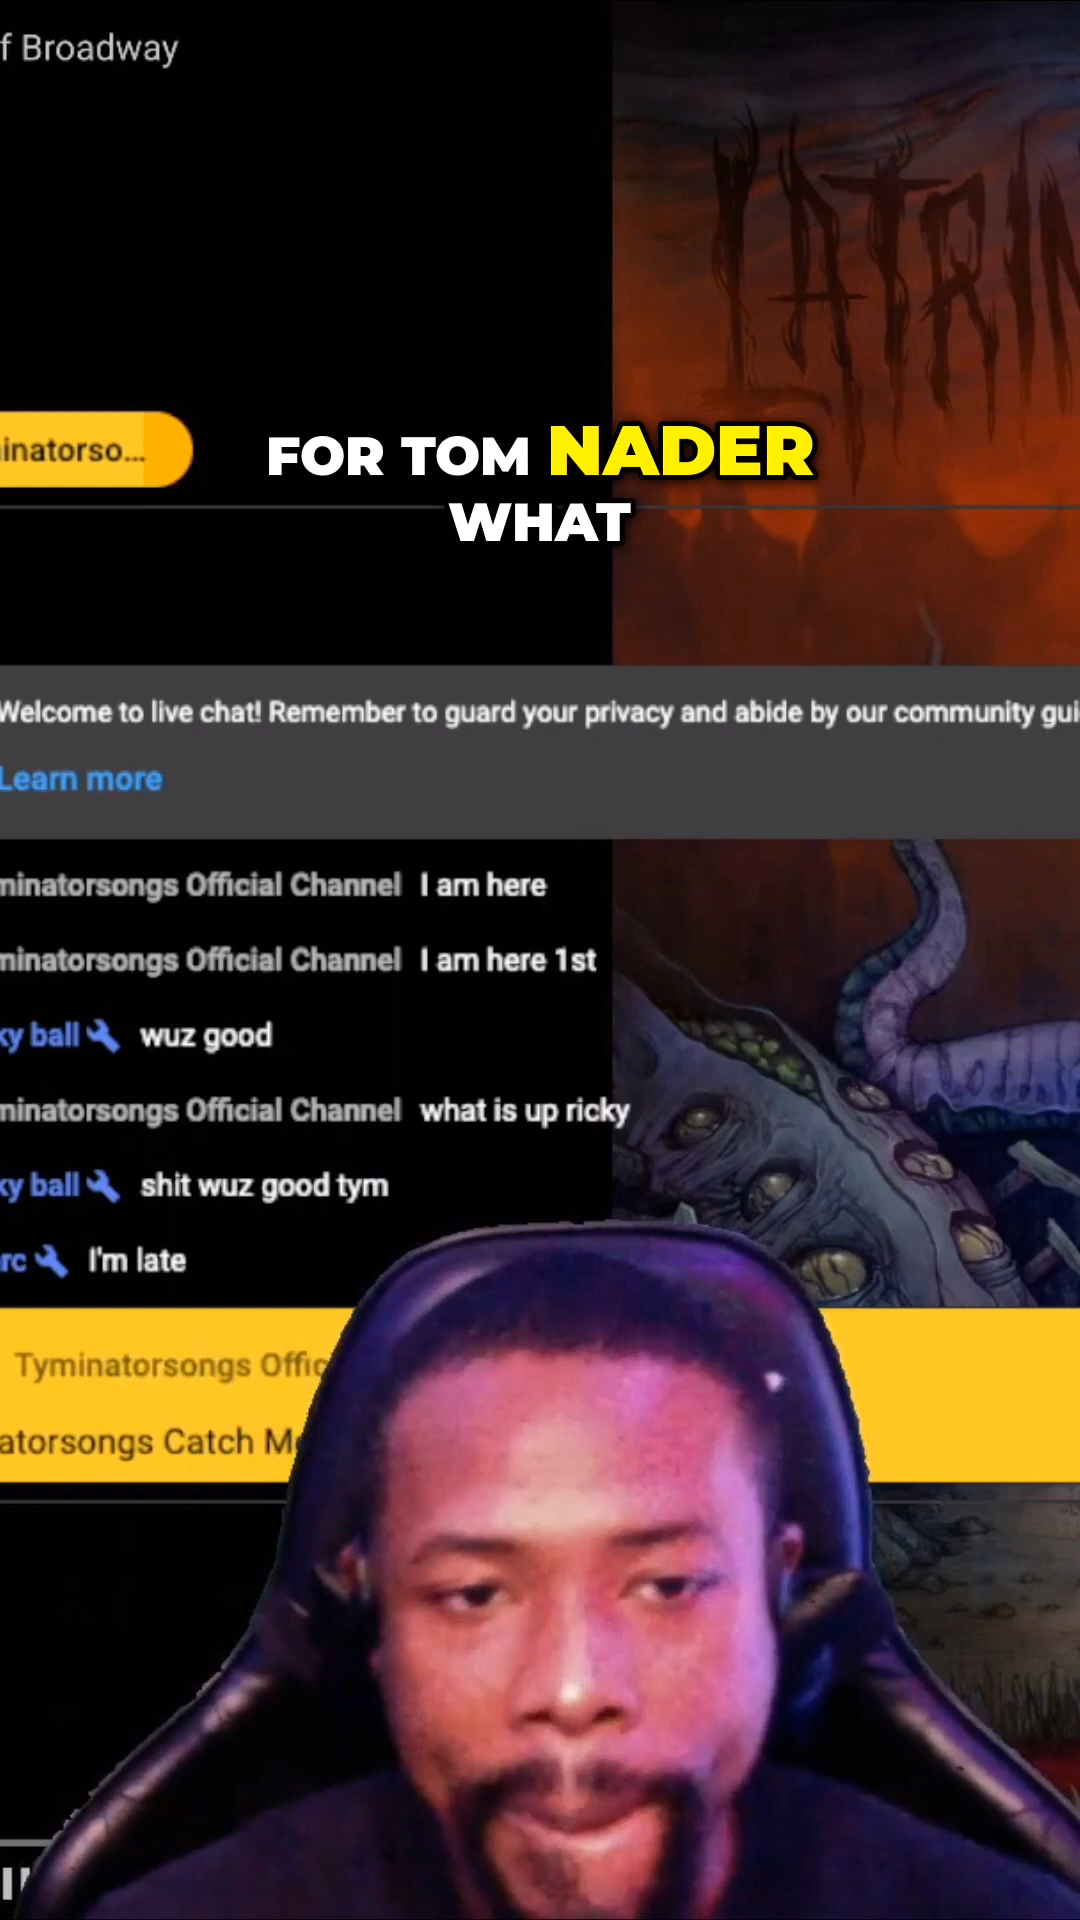 f Broadway
LATRIN
inatorso...
FOR TOM NADER
WHAT
Welcome to live chat! Remember to guard your privacy and abide by our community gui
Learn more
minatorsongs Official Channel I am here
minatorsongs Official Channel I am here 1st
ky ball wuz good
minatorsongs Official Channel what is up ricky
ky ball shit wuz good tym
rc I'm late
Tyminatorsongs Offic
atorsongs Catch M